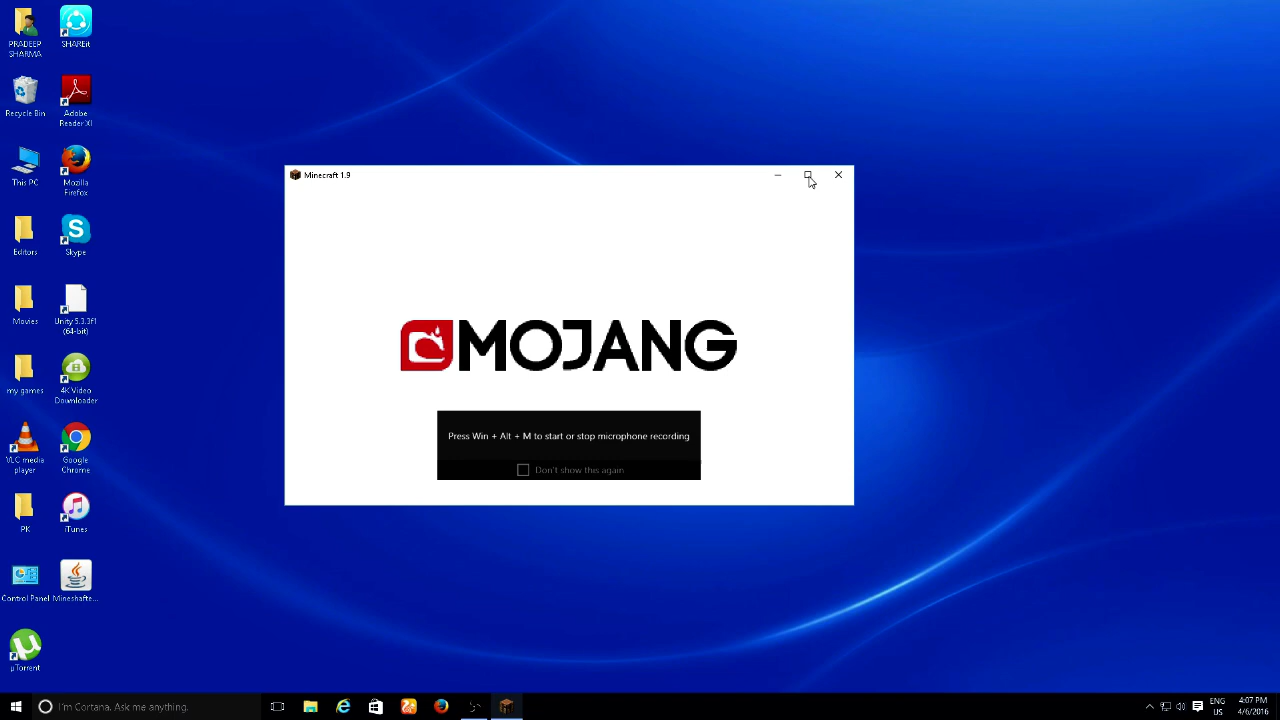 PRADEEP
SHARMA
SHAREit
Recycle Bin
Adobe
Reader XI
This PC
Mozilla
Firefox
Editors
Skype
Movies
Unity 5.3.3f1
(64-bit)
my games
4K Video
Downloader
VLC media
player
Google
Chrome
PK
iTunes
Control Panel
Mineshafte...
µTorrent
Minecraft 1.9
MOJANG
Press Win + Alt + M to start or stop microphone recording
Don't show this again
I'm Cortana. Ask me anything.
ENG
US
4:07 PM
4/6/2016